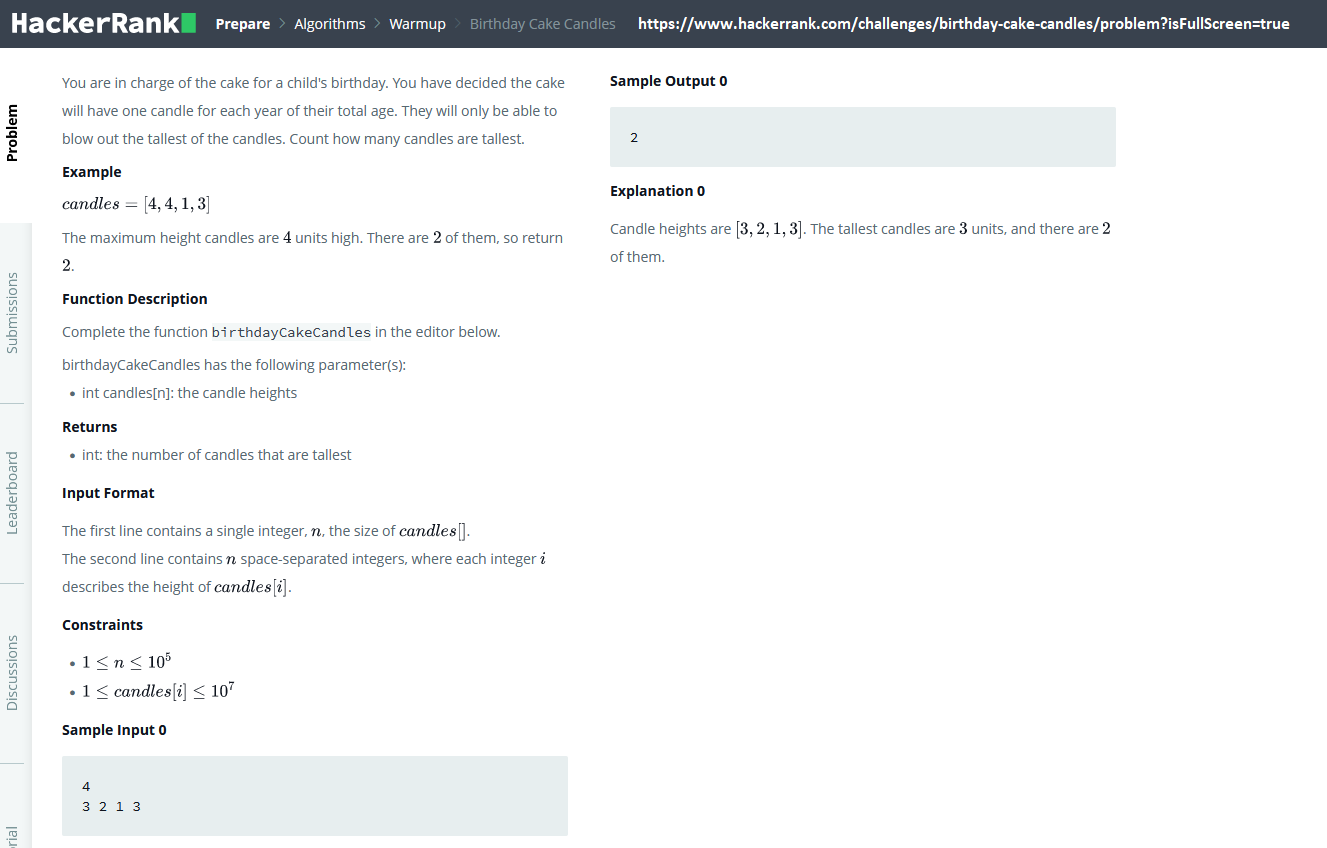 HackerRank Prepare > Algorithms > Warmup > Birthday Cake Candles https://www.hackerrank.com/challenges/birthday-cake-candles/problem?isFullScreen=true
Problem
Submissions
Leaderboard
Discussions
rial
You are in charge of the cake for a child's birthday. You have decided the cake
will have one candle for each year of their total age. They will only be able to
blow out the tallest of the candles. Count how many candles are tallest.
Example
candles = [4, 4, 1, 3]
The maximum height candles are 4 units high. There are 2 of them, so return
2.
Function Description
Complete the function birthdayCakeCandles in the editor below.
birthdayCakeCandles has the following parameter(s):
• int candles[n]: the candle heights
Returns
• int: the number of candles that are tallest
Input Format
The first line contains a single integer, n, the size of candles[].
The second line contains n space-separated integers, where each integer i
describes the height of candles[i].
Constraints
• 1 ≤ n ≤ 10⁵
• 1 ≤ candles[i] ≤ 10⁷
Sample Input 0
4
3 2 1 3
Sample Output 0
2
Explanation 0
Candle heights are [3, 2, 1, 3]. The tallest candles are 3 units, and there are 2
of them.